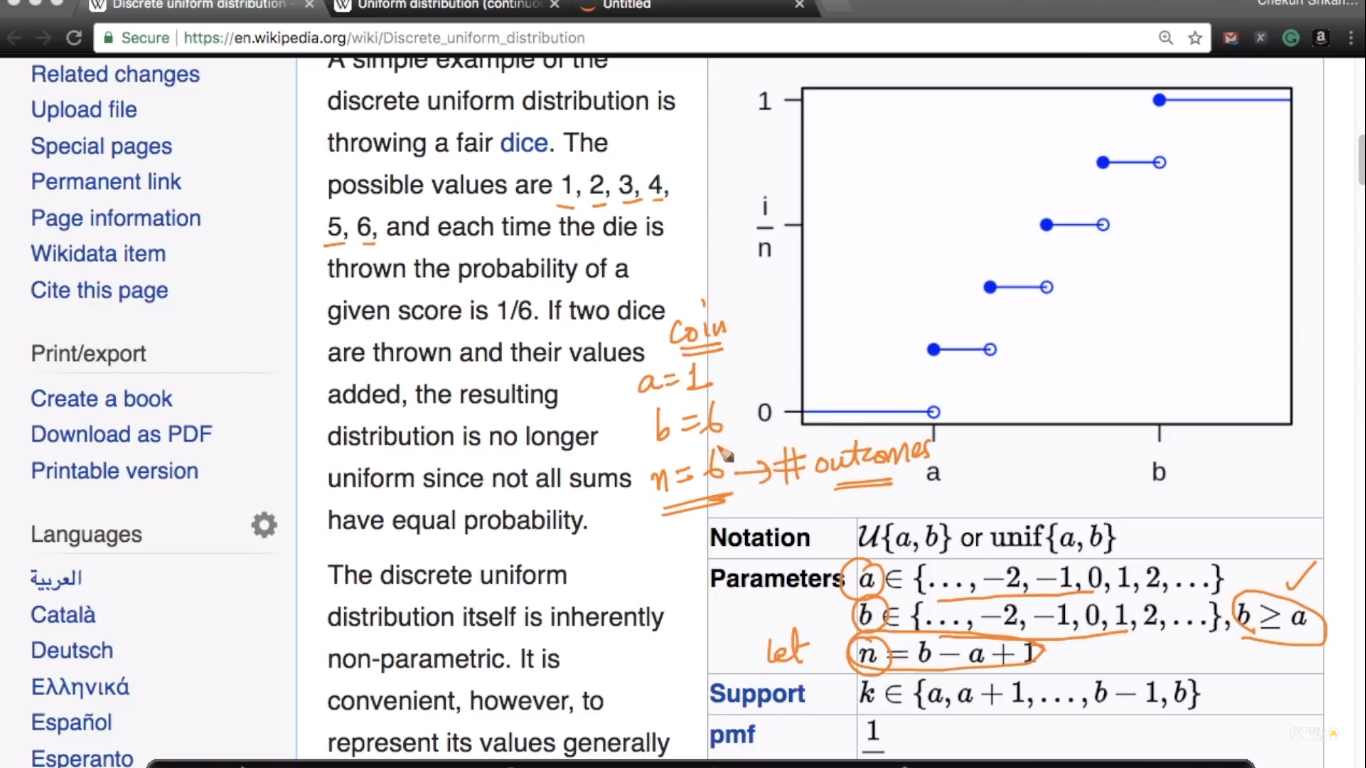 Discrete uniform distribution -
Uniform distribution (continuo
Untitled
Secure | https://en.wikipedia.org/wiki/Discrete_uniform_distribution
Related changes
Upload file
Special pages
Permanent link
Page information
Wikidata item
Cite this page
Print/export
Create a book
Download as PDF
Printable version
Languages
العربية
Català
Deutsch
Ελληνικά
Español
Esperanto
A simple example of the
discrete uniform distribution is
throwing a fair dice. The
possible values are 1, 2, 3, 4,
5, 6, and each time the die is
thrown the probability of a
given score is 1/6. If two dice
are thrown and their values
added, the resulting
distribution is no longer
uniform since not all sums
have equal probability.
The discrete uniform
distribution itself is inherently
non-parametric. It is
convenient, however, to
represent its values generally
coin
a = 1
b = 6
n = 6 → # outcomes
1
i
n
0
a b
Notation U{a, b} or unif{a, b}
Parameters a ∈ {…, −2, −1, 0, 1, 2, …} ✓
b ∈ {…, −2, −1, 0, 1, 2, …}, b ≥ a
let n = b − a + 1
Support k ∈ {a, a + 1, …, b − 1, b}
pmf 1